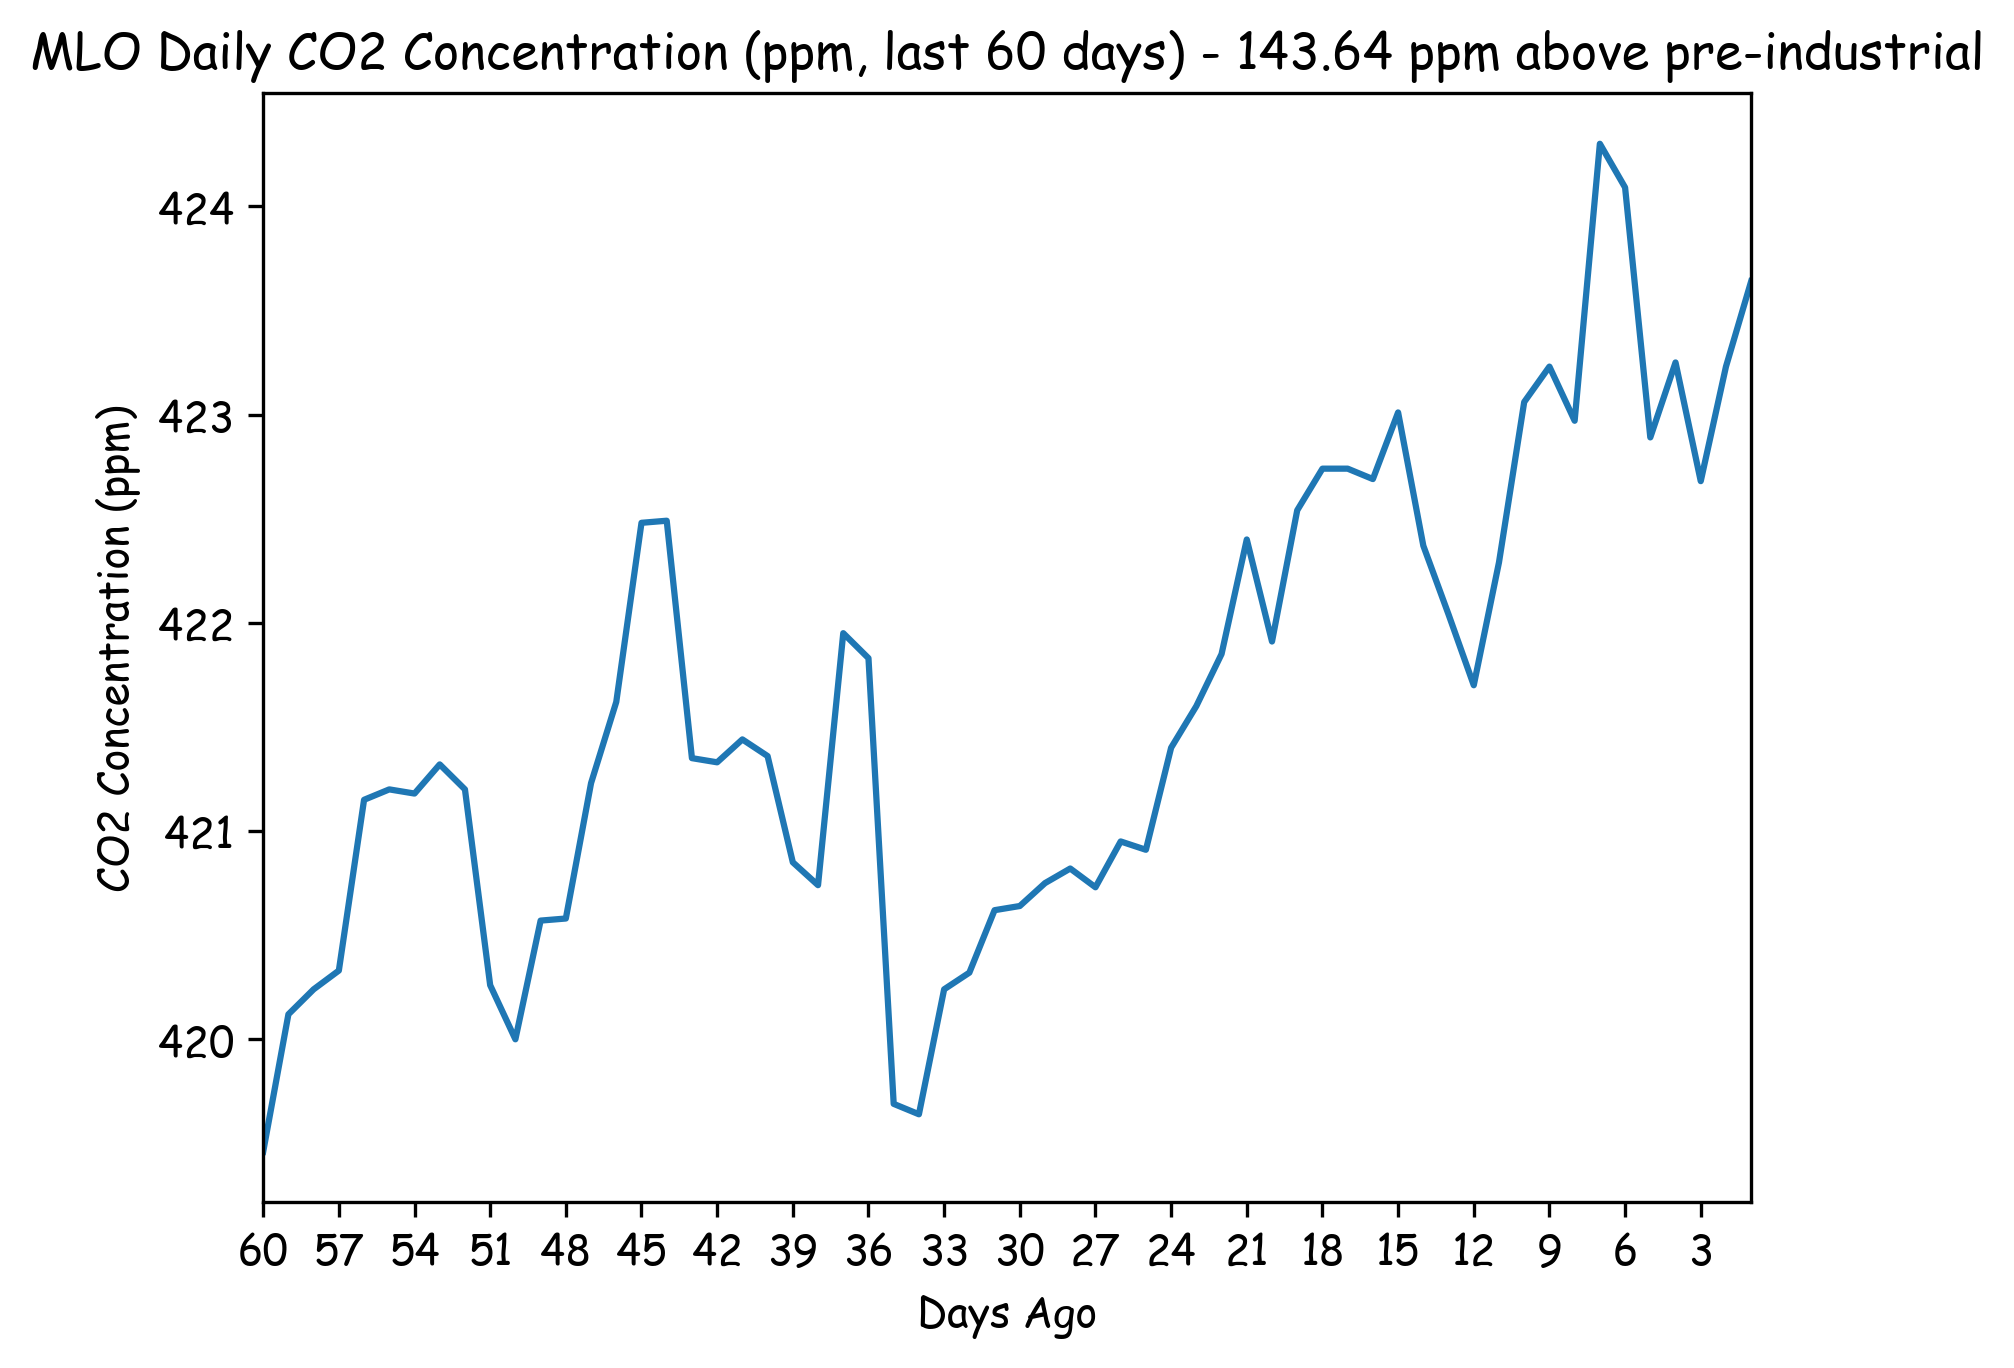 MLO Daily CO2 Concentration (ppm, last 60 days) - 143.64 ppm above pre-industrial
CO2 Concentration (ppm)
424
423
422
421
420
60 57 54 51 48 45 42 39 36 33 30 27 24 21 18 15 12 9 6 3
Days Ago